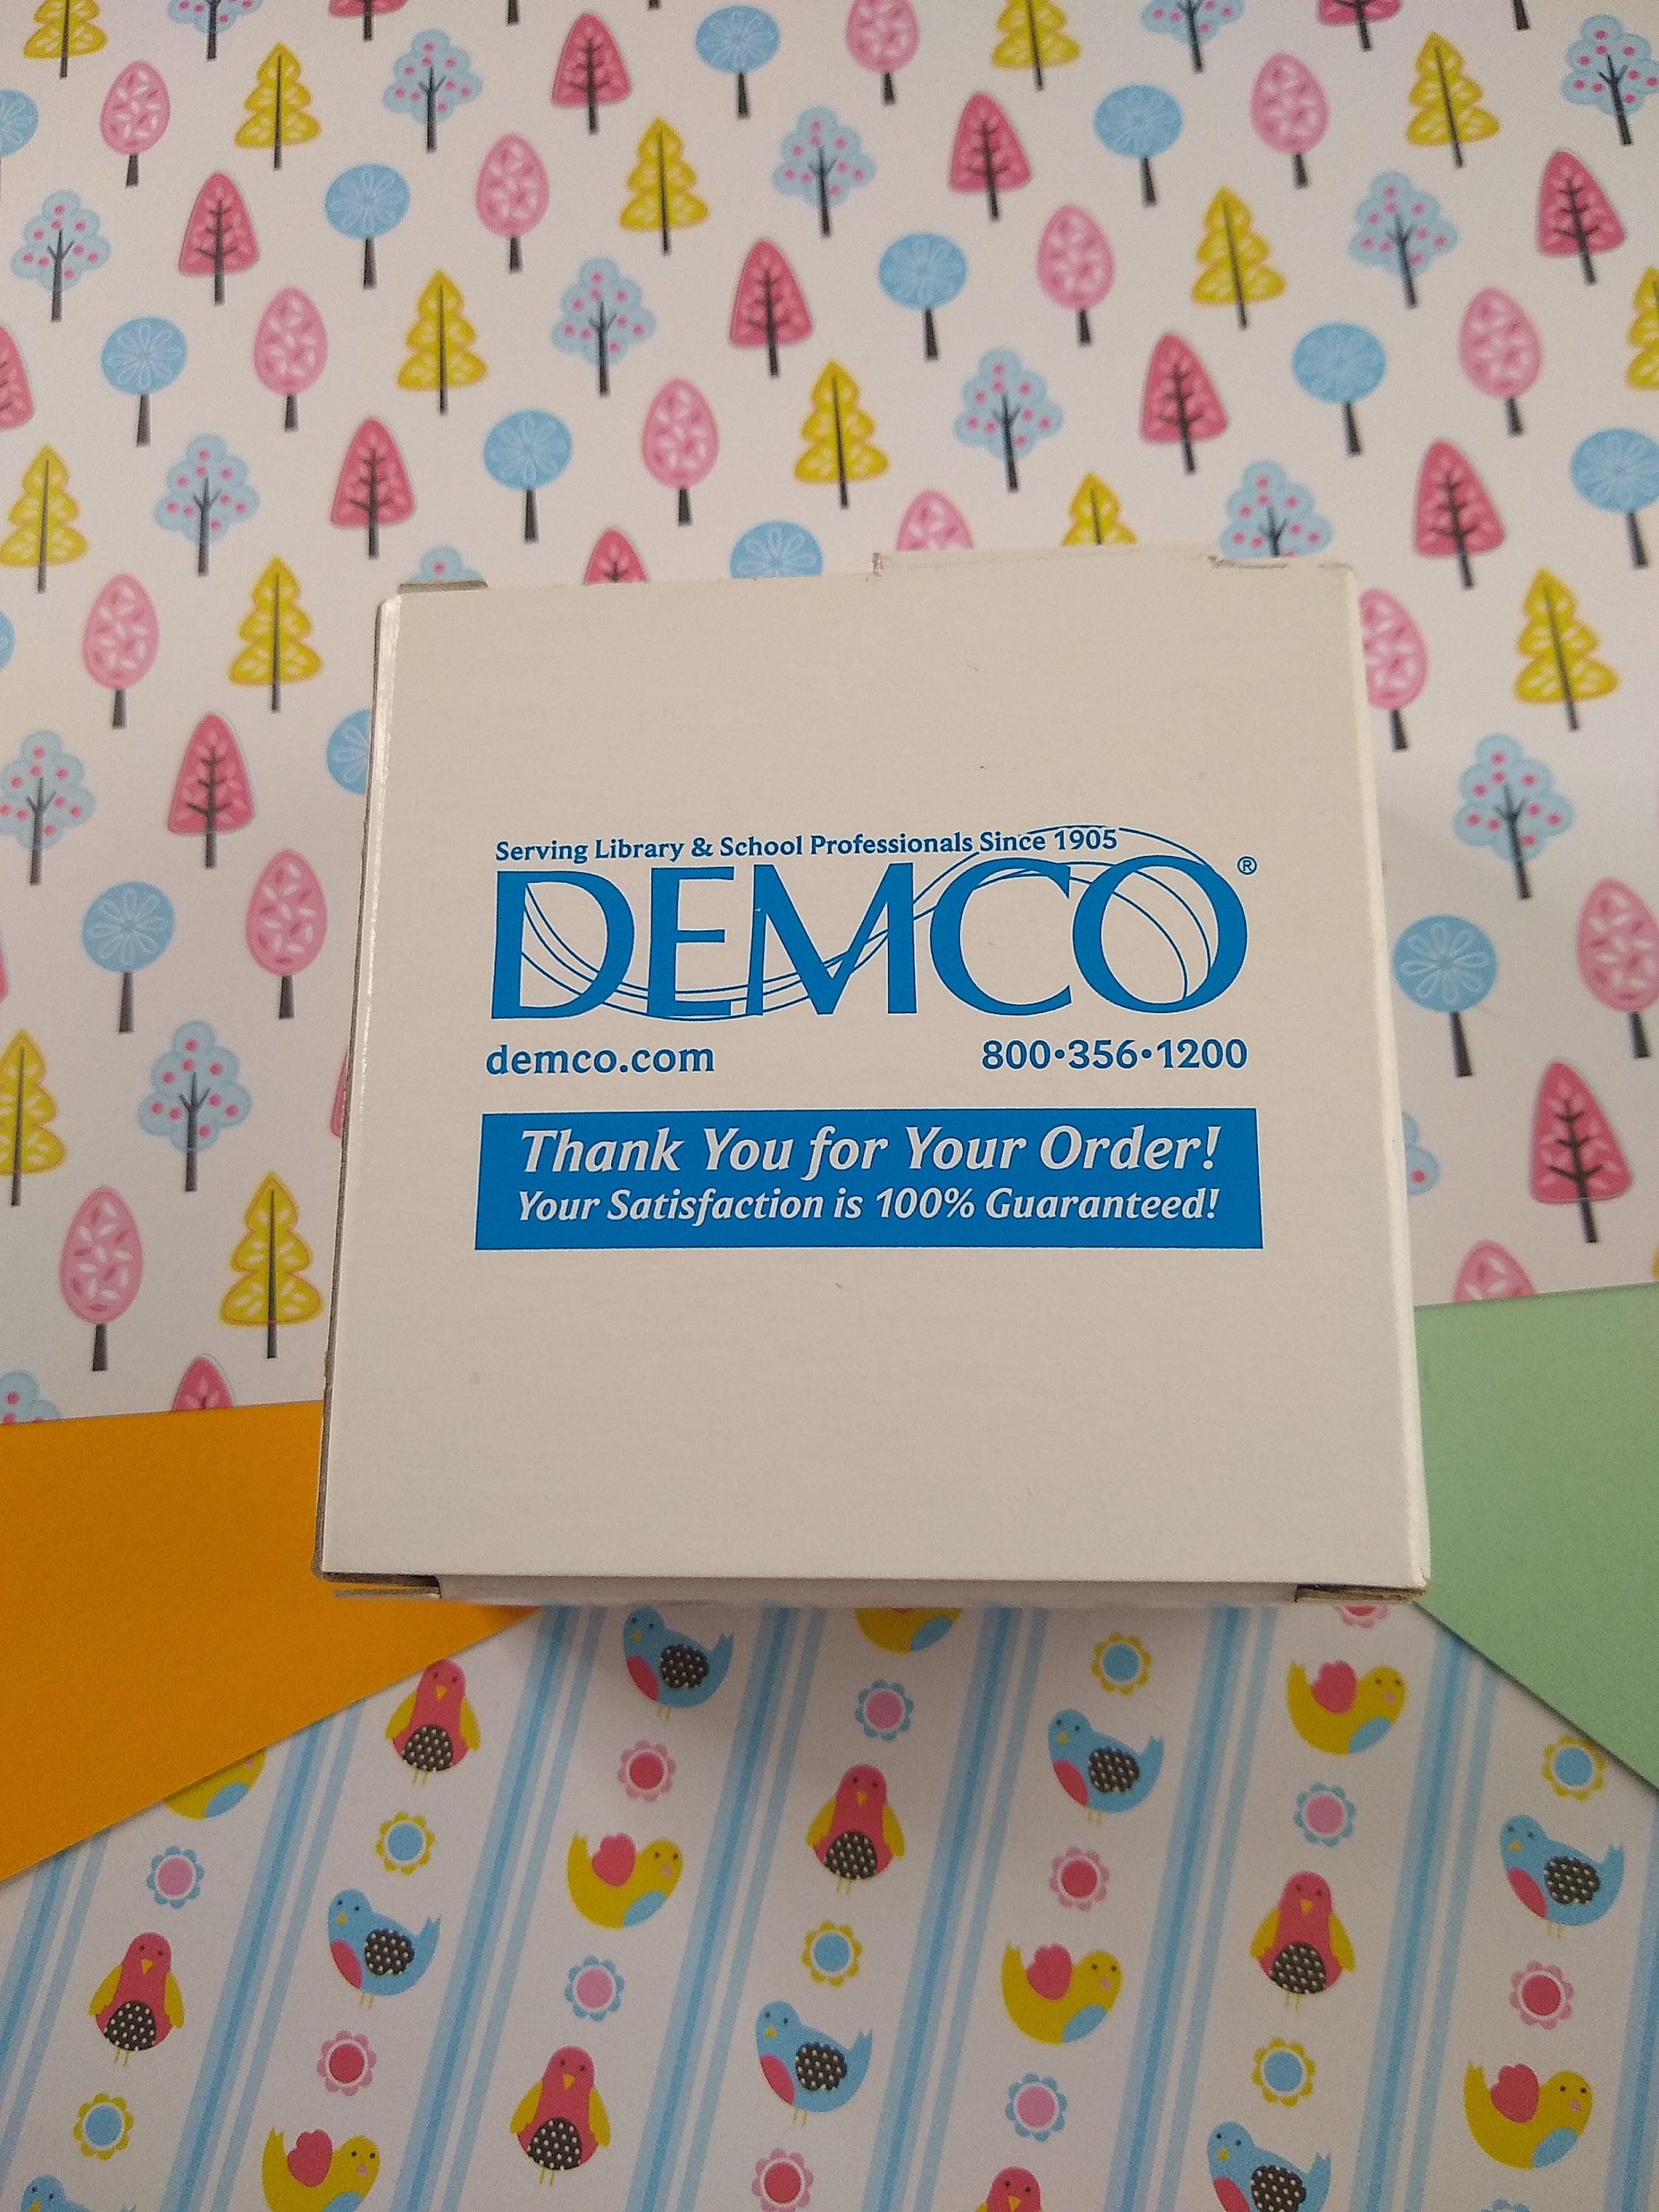 Serving Library & School Professionals Since 1905
DEMCO®
demco.com 800•356•1200
Thank You for Your Order!
Your Satisfaction is 100% Guaranteed!